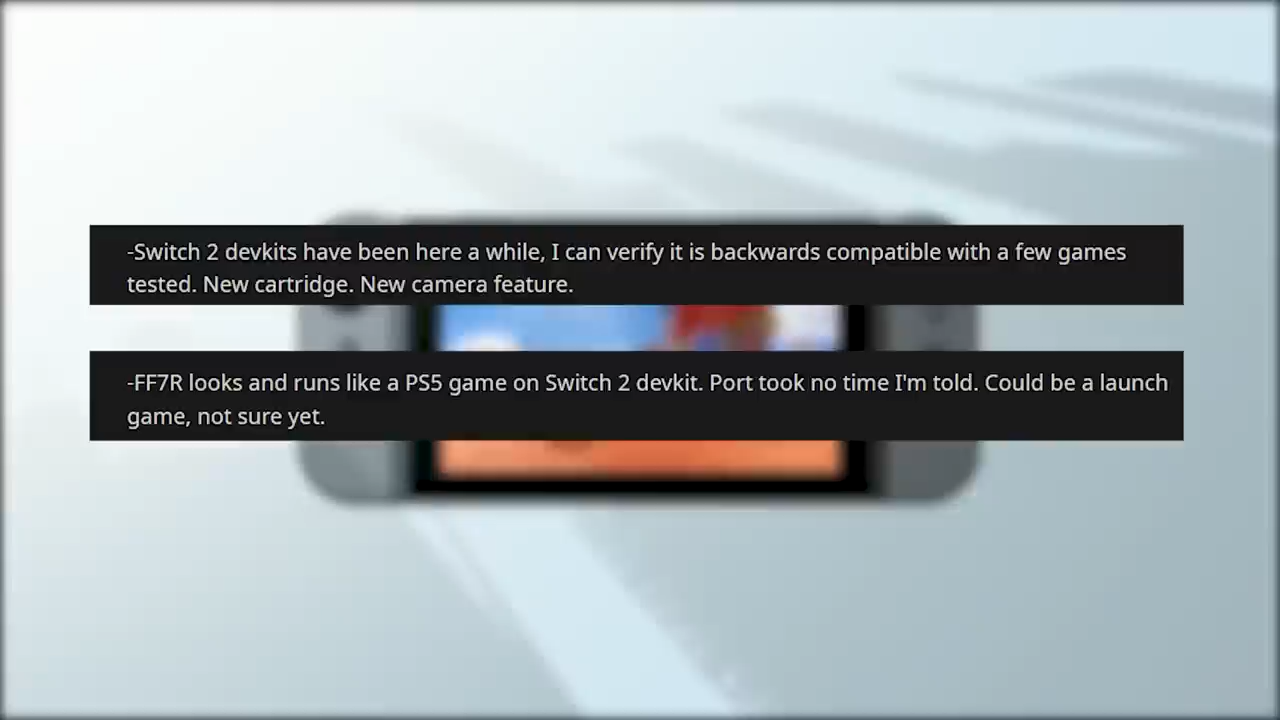 -Switch 2 devkits have been here a while, I can verify it is backwards compatible with a few games
tested. New cartridge. New camera feature.
-FF7R looks and runs like a PS5 game on Switch 2 devkit. Port took no time I'm told. Could be a launch
game, not sure yet.